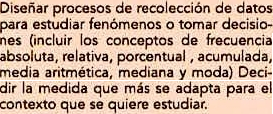 Diseñar procesos de recolección de datos
para estudiar fenómenos o tomar decisio-
nes (incluir los conceptos de frecuencia
absoluta, relativa, porcentual , acumulada,
media aritmética, mediana y moda) Deci-
dir la medida que más se adapta para el
contexto que se quiere estudiar.